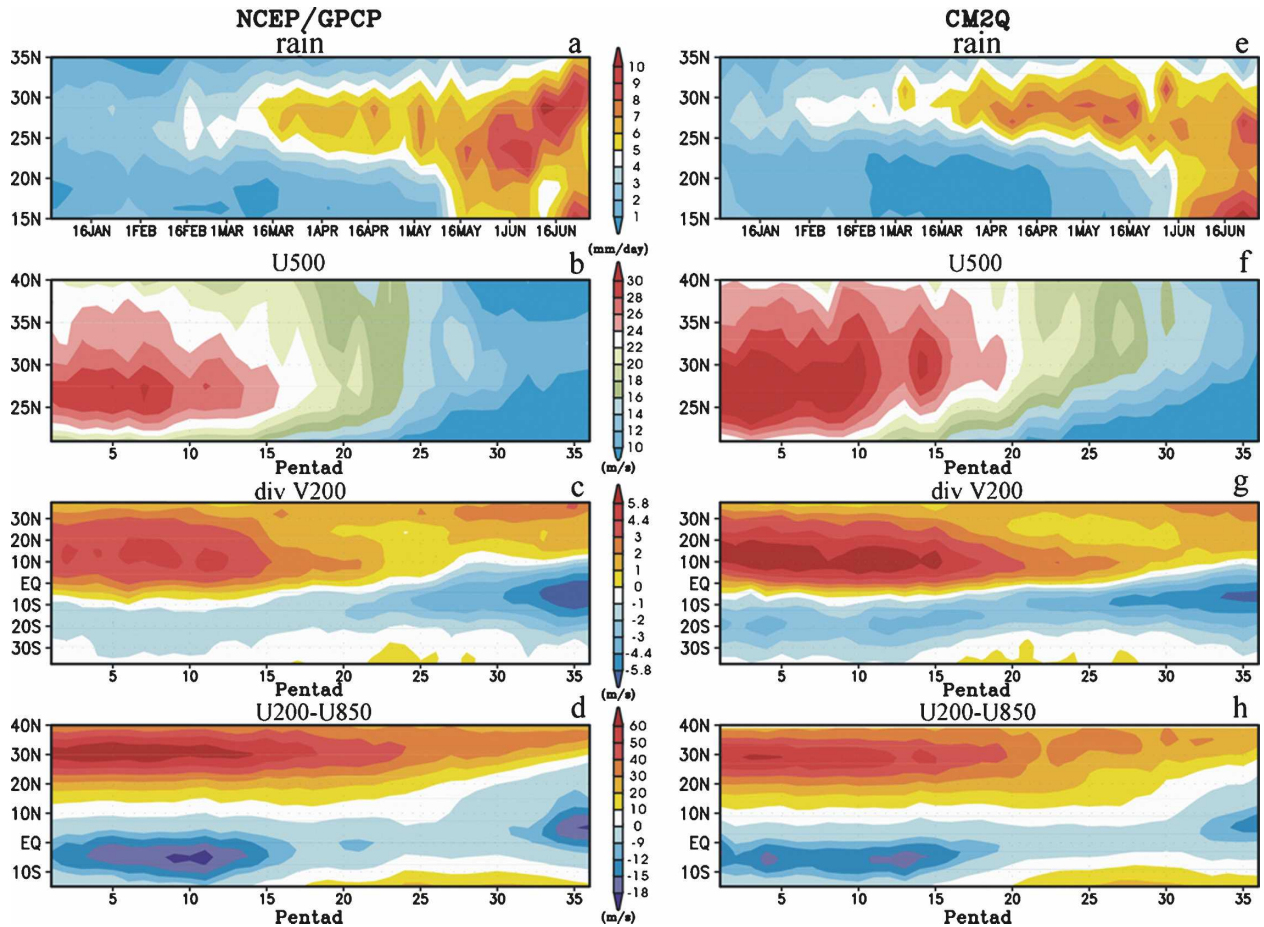 NCEP/GPCP
CM2Q
rain a
rain e
35N
30N
25N
20N
15N
16JAN 1FEB 16FEB 1MAR 16MAR 1APR 16APR 1MAY 16MAY 1JUN 16JUN
10
9
8
7
6
5
4
3
2
1
(mm/day)
35N
30N
25N
20N
15N
16JAN 1FEB 16FEB 1MAR 16MAR 1APR 16APR 1MAY 16MAY 1JUN 16JUN
U500 b
U500 f
40N
35N
30N
25N
5 10 15 20 25 30 35
Pentad
30
28
26
24
22
20
18
16
14
12
10
(m/s)
40N
35N
30N
25N
5 10 15 20 25 30 35
Pentad
div V200 c
div V200 g
30N
20N
10N
EQ
10S
20S
30S
5 10 15 20 25 30 35
Pentad
5.8
4.4
3
2
1
0
-1
-2
-3
-4.4
-5.8
(m/s)
30N
20N
10N
EQ
10S
20S
30S
5 10 15 20 25 30 35
Pentad
U200-U850 d
U200-U850 h
40N
30N
20N
10N
EQ
10S
5 10 15 20 25 30 35
Pentad
60
50
40
30
20
10
0
-9
-12
-15
-18
(m/s)
40N
30N
20N
10N
EQ
10S
5 10 15 20 25 30 35
Pentad